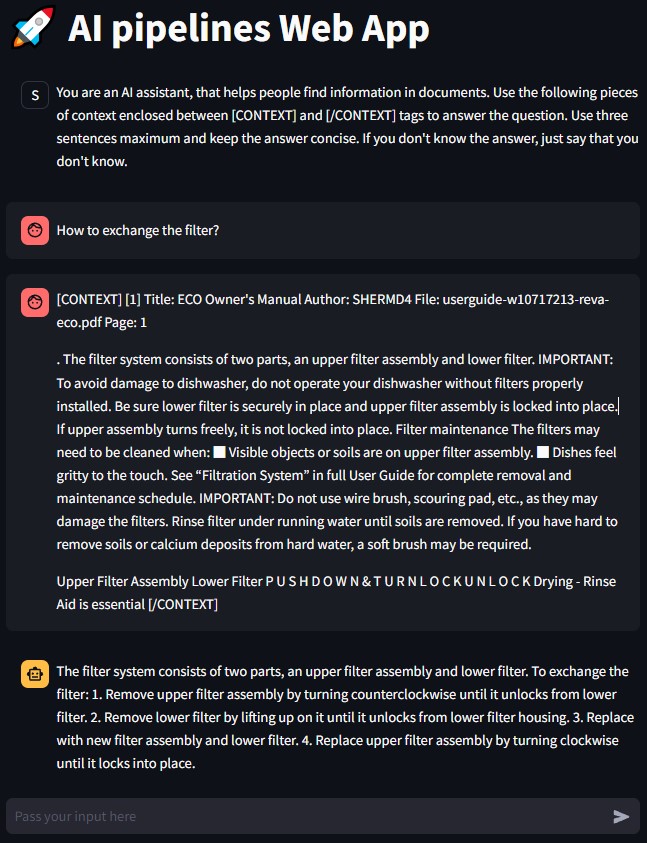 AI pipelines Web App
S
You are an AI assistant, that helps people find information in documents. Use the following pieces
of context enclosed between [CONTEXT] and [/CONTEXT] tags to answer the question. Use three
sentences maximum and keep the answer concise. If you don't know the answer, just say that you
don't know.
How to exchange the filter?
[CONTEXT] [1] Title: ECO Owner's Manual Author: SHERMD4 File: userguide-w10717213-reva-
eco.pdf Page: 1
. The filter system consists of two parts, an upper filter assembly and lower filter. IMPORTANT:
To avoid damage to dishwasher, do not operate your dishwasher without filters properly
installed. Be sure lower filter is securely in place and upper filter assembly is locked into place.
If upper assembly turns freely, it is not locked into place. Filter maintenance The filters may
need to be cleaned when: ■ Visible objects or soils are on upper filter assembly. ■ Dishes feel
gritty to the touch. See “Filtration System” in full User Guide for complete removal and
maintenance schedule. IMPORTANT: Do not use wire brush, scouring pad, etc., as they may
damage the filters. Rinse filter under running water until soils are removed. If you have hard to
remove soils or calcium deposits from hard water, a soft brush may be required.
Upper Filter Assembly Lower Filter P U S H D O W N & T U R N L O C K U N L O C K Drying - Rinse
Aid is essential [/CONTEXT]
The filter system consists of two parts, an upper filter assembly and lower filter. To exchange the
filter: 1. Remove upper filter assembly by turning counterclockwise until it unlocks from lower
filter. 2. Remove lower filter by lifting up on it until it unlocks from lower filter housing. 3. Replace
with new filter assembly and lower filter. 4. Replace upper filter assembly by turning clockwise
until it locks into place.
Pass your input here